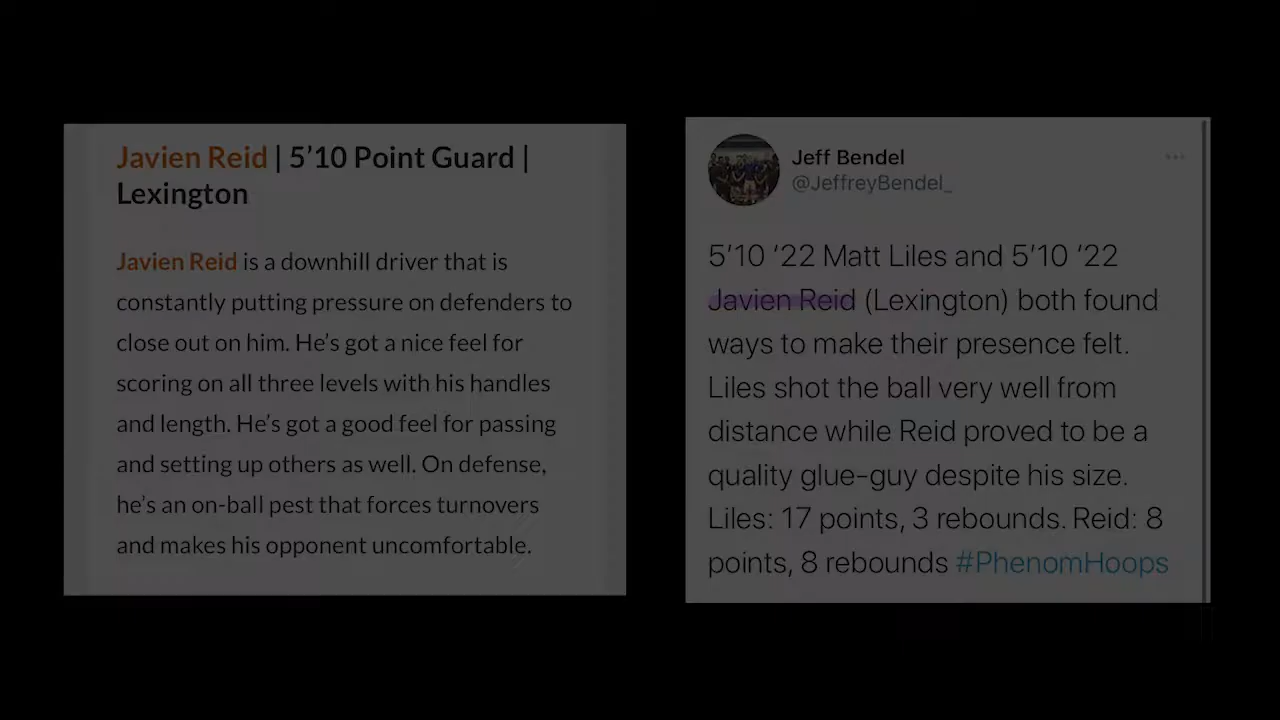 Javien Reid | 5'10 Point Guard |
Lexington
Javien Reid is a downhill driver that is
constantly putting pressure on defenders to
close out on him. He's got a nice feel for
scoring on all three levels with his handles
and length. He's got a good feel for passing
and setting up others as well. On defense,
he's an on-ball pest that forces turnovers
and makes his opponent uncomfortable.
Jeff Bendel
@JeffreyBendel_
5'10 '22 Matt Liles and 5'10 '22
Javien Reid (Lexington) both found
ways to make their presence felt.
Liles shot the ball very well from
distance while Reid proved to be a
quality glue-guy despite his size.
Liles: 17 points, 3 rebounds. Reid: 8
points, 8 rebounds #PhenomHoops